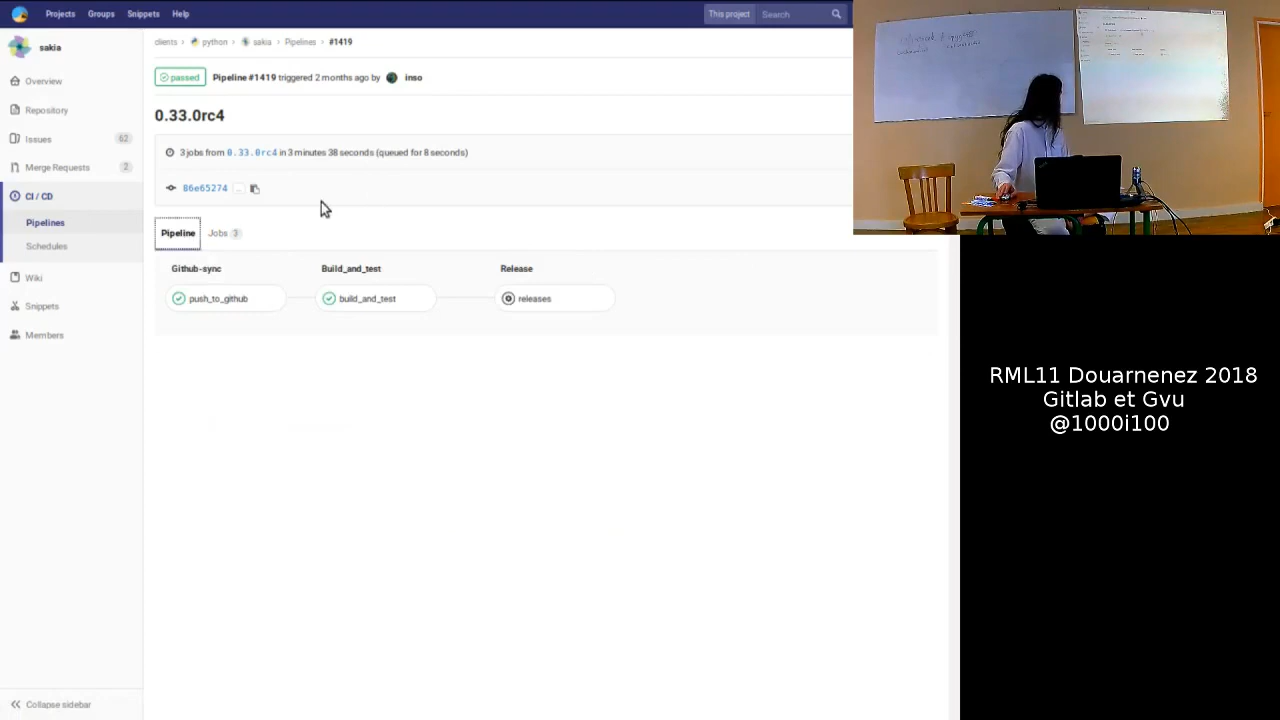 Projects Groups Snippets Help
This project Search
sakia
clients › python › sakia › Pipelines › #1419
Overview
Repository
Issues 62
Merge Requests 2
CI / CD
Pipelines
Schedules
Wiki
Snippets
Members
Collapse sidebar
passed Pipeline #1419 triggered 2 months ago by inso
0.33.0rc4
3 jobs from 0.33.0rc4 in 3 minutes 38 seconds (queued for 8 seconds)
86e65274 ...
Pipeline Jobs 3
Github-sync Build_and_test Release
push_to_github build_and_test releases
RML11 Douarnenez 2018
Gitlab et Gvu
@1000i100